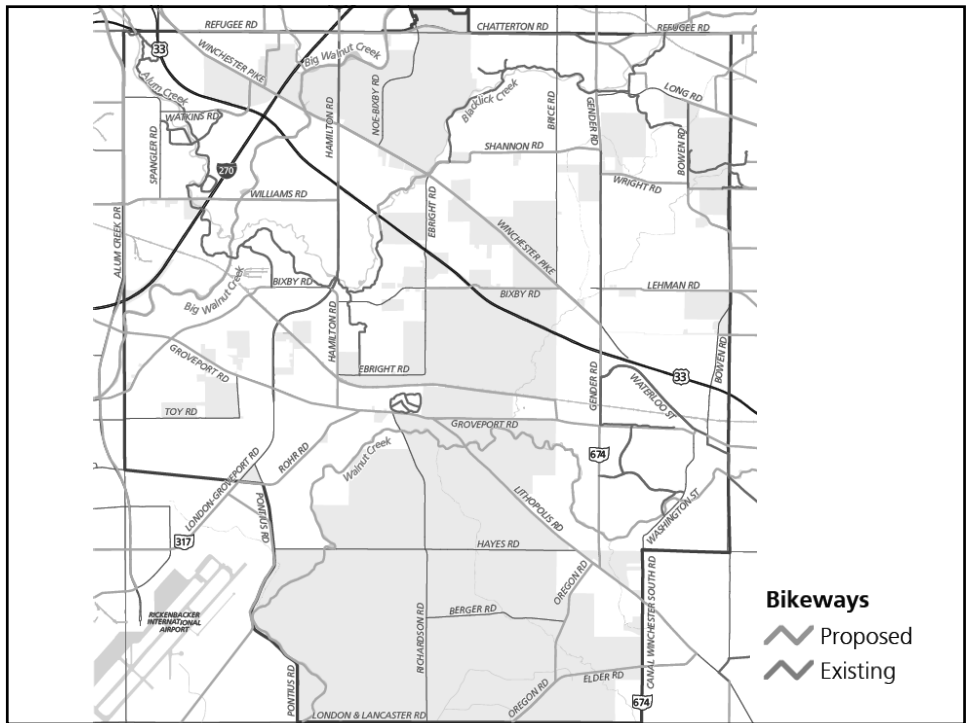 REFUGEE RD
CHATTERTON RD
REFUGEE RD
33
WINCHESTER PIKE
Big Walnut Creek
Alum Creek
NOE-BIXBY RD
Blacklick Creek
BRICE RD
GENDER RD
LONG RD
WATKINS RD
HAMILTON RD
SPANGLER RD
SHANNON RD
BOWEN RD
270
WRIGHT RD
WILLIAMS RD
EBRIGHT RD
ALUM CREEK DR
WINCHESTER PIKE
Big Walnut Creek
BIXBY RD
BIXBY RD
LEHMAN RD
HAMILTON RD
GROVEPORT RD
EBRIGHT RD
GENDER RD
33
BOWEN RD
WATERLOO ST
TOY RD
GROVEPORT RD
LONDON-GROVEPORT RD
ROHR RD
Walnut Creek
674
PONTIUS RD
LITHOPOLIS RD
WASHINGTON ST
317
HAYES RD
OREGON RD
CANAL WINCHESTER SOUTH RD
RICKENBACKER
INTERNATIONAL
AIRPORT
RICHARDSON RD
BERGER RD
Bikeways
Proposed
Existing
PONTIUS RD
OREGON RD
ELDER RD
674
LONDON & LANCASTER RD